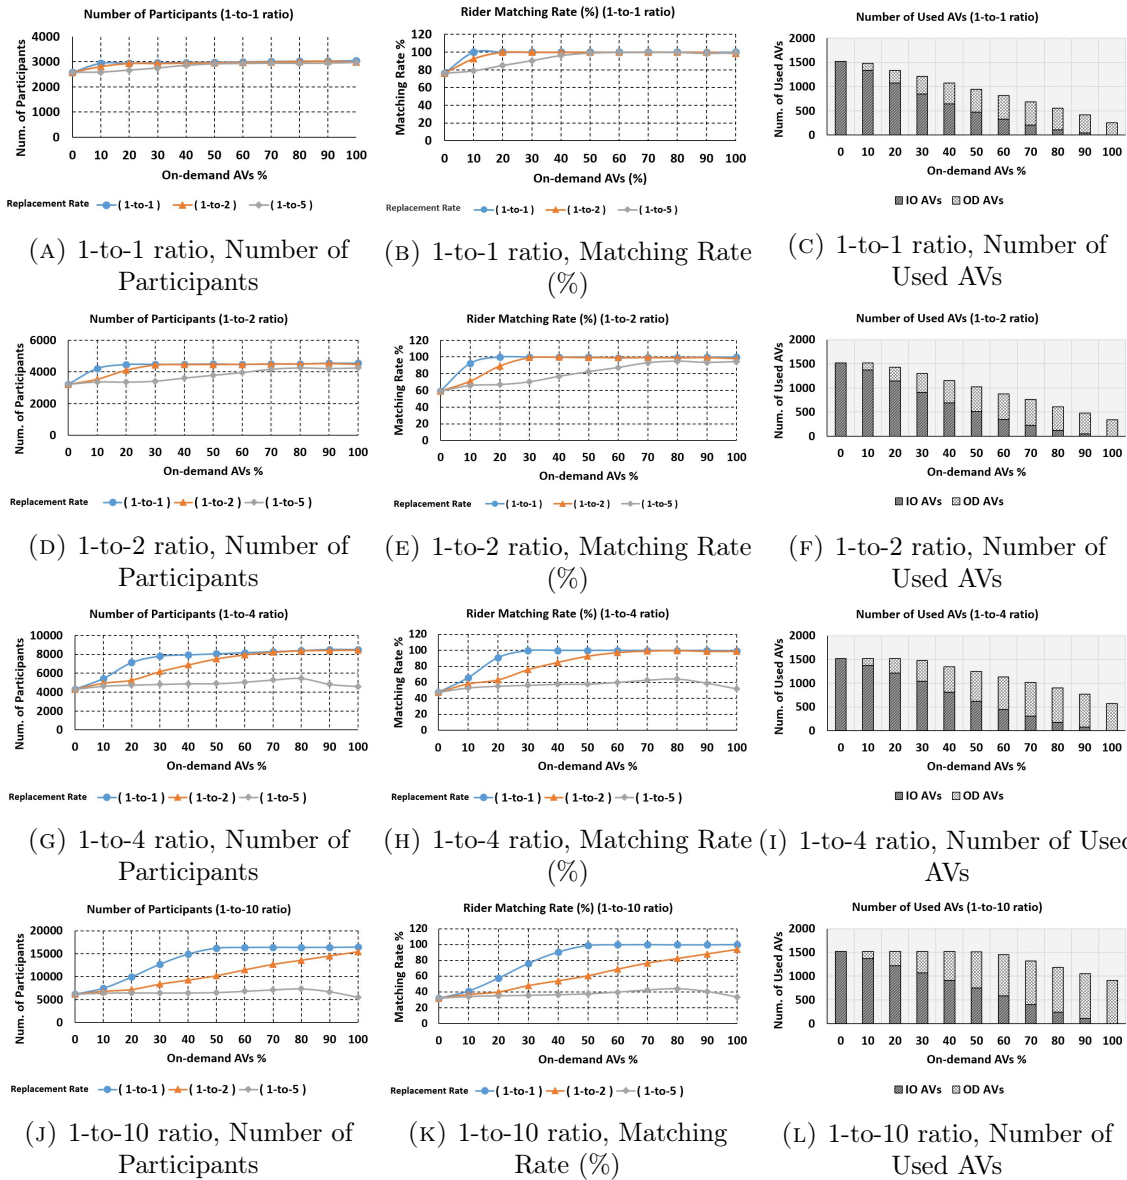 Number of Participants (1-to-1 ratio)
Num. of Participants
4000
3000
2000
1000
0
0 10 20 30 40 50 60 70 80 90 100
On-demand AVs %
Replacement Rate ( 1-to-1 ) ( 1-to-2 ) ( 1-to-5 )
(A) 1-to-1 ratio, Number of
Participants
Rider Matching Rate (%) (1-to-1 ratio)
Matching Rate %
120
100
80
60
40
20
0
0 10 20 30 40 50 60 70 80 90 100
On-demand AVs (%)
Replacement Rate ( 1-to-1 ) ( 1-to-2 ) ( 1-to-5 )
(B) 1-to-1 ratio, Matching Rate
(%)
Number of Used AVs (1-to-1 ratio)
Num. of Used AVs
2000
1500
1000
500
0
0 10 20 30 40 50 60 70 80 90 100
On-demand AVs %
IO AVs OD AVs
(C) 1-to-1 ratio, Number of
Used AVs
Number of Participants (1-to-2 ratio)
Num. of Participants
6000
4000
2000
0
0 10 20 30 40 50 60 70 80 90 100
On-demand AVs %
Replacement Rate ( 1-to-1 ) ( 1-to-2 ) ( 1-to-5 )
(D) 1-to-2 ratio, Number of
Participants
Rider Matching Rate (%) (1-to-2 ratio)
Matching Rate %
120
100
80
60
40
20
0
0 10 20 30 40 50 60 70 80 90 100
On-demand AVs %
Replacement Rate ( 1-to-1 ) ( 1-to-2 ) ( 1-to-5 )
(E) 1-to-2 ratio, Matching Rate
(%)
Number of Used AVs (1-to-2 ratio)
Num. of Used AVs
2000
1500
1000
500
0
0 10 20 30 40 50 60 70 80 90 100
On-demand AVs %
IO AVs OD AVs
(F) 1-to-2 ratio, Number of
Used AVs
Number of Participants (1-to-4 ratio)
Num. of Participants
10000
8000
6000
4000
2000
0
0 10 20 30 40 50 60 70 80 90 100
On-demand AVs %
Replacement Rate ( 1-to-1 ) ( 1-to-2 ) ( 1-to-5 )
(G) 1-to-4 ratio, Number of
Participants
Rider Matching Rate (%) (1-to-4 ratio)
Matching Rate %
120
100
80
60
40
20
0
0 10 20 30 40 50 60 70 80 90 100
On-demand AVs %
Replacement Rate ( 1-to-1 ) ( 1-to-2 ) ( 1-to-5 )
(H) 1-to-4 ratio, Matching Rate
(%)
Number of Used AVs (1-to-4 ratio)
Num. of Used AVs
2000
1500
1000
500
0
0 10 20 30 40 50 60 70 80 90 100
On-demand AVs %
IO AVs OD AVs
(I) 1-to-4 ratio, Number of Used
AVs
Number of Participants (1-to-10 ratio)
Num. of Participants
20000
15000
10000
5000
0
0 10 20 30 40 50 60 70 80 90 100
On-demand AVs %
Replacement Rate ( 1-to-1 ) ( 1-to-2 ) ( 1-to-5 )
(J) 1-to-10 ratio, Number of
Participants
Rider Matching Rate (%) (1-to-10 ratio)
Matching Rate %
120
100
80
60
40
20
0
0 10 20 30 40 50 60 70 80 90 100
On-demand AVs %
Replacement Rate ( 1-to-1 ) ( 1-to-2 ) ( 1-to-5 )
(K) 1-to-10 ratio, Matching
Rate (%)
Number of Used AVs (1-to-10 ratio)
Num. of Used AVs
2000
1500
1000
500
0
0 10 20 30 40 50 60 70 80 90 100
On-demand AVs %
IO AVs OD AVs
(L) 1-to-10 ratio, Number of
Used AVs